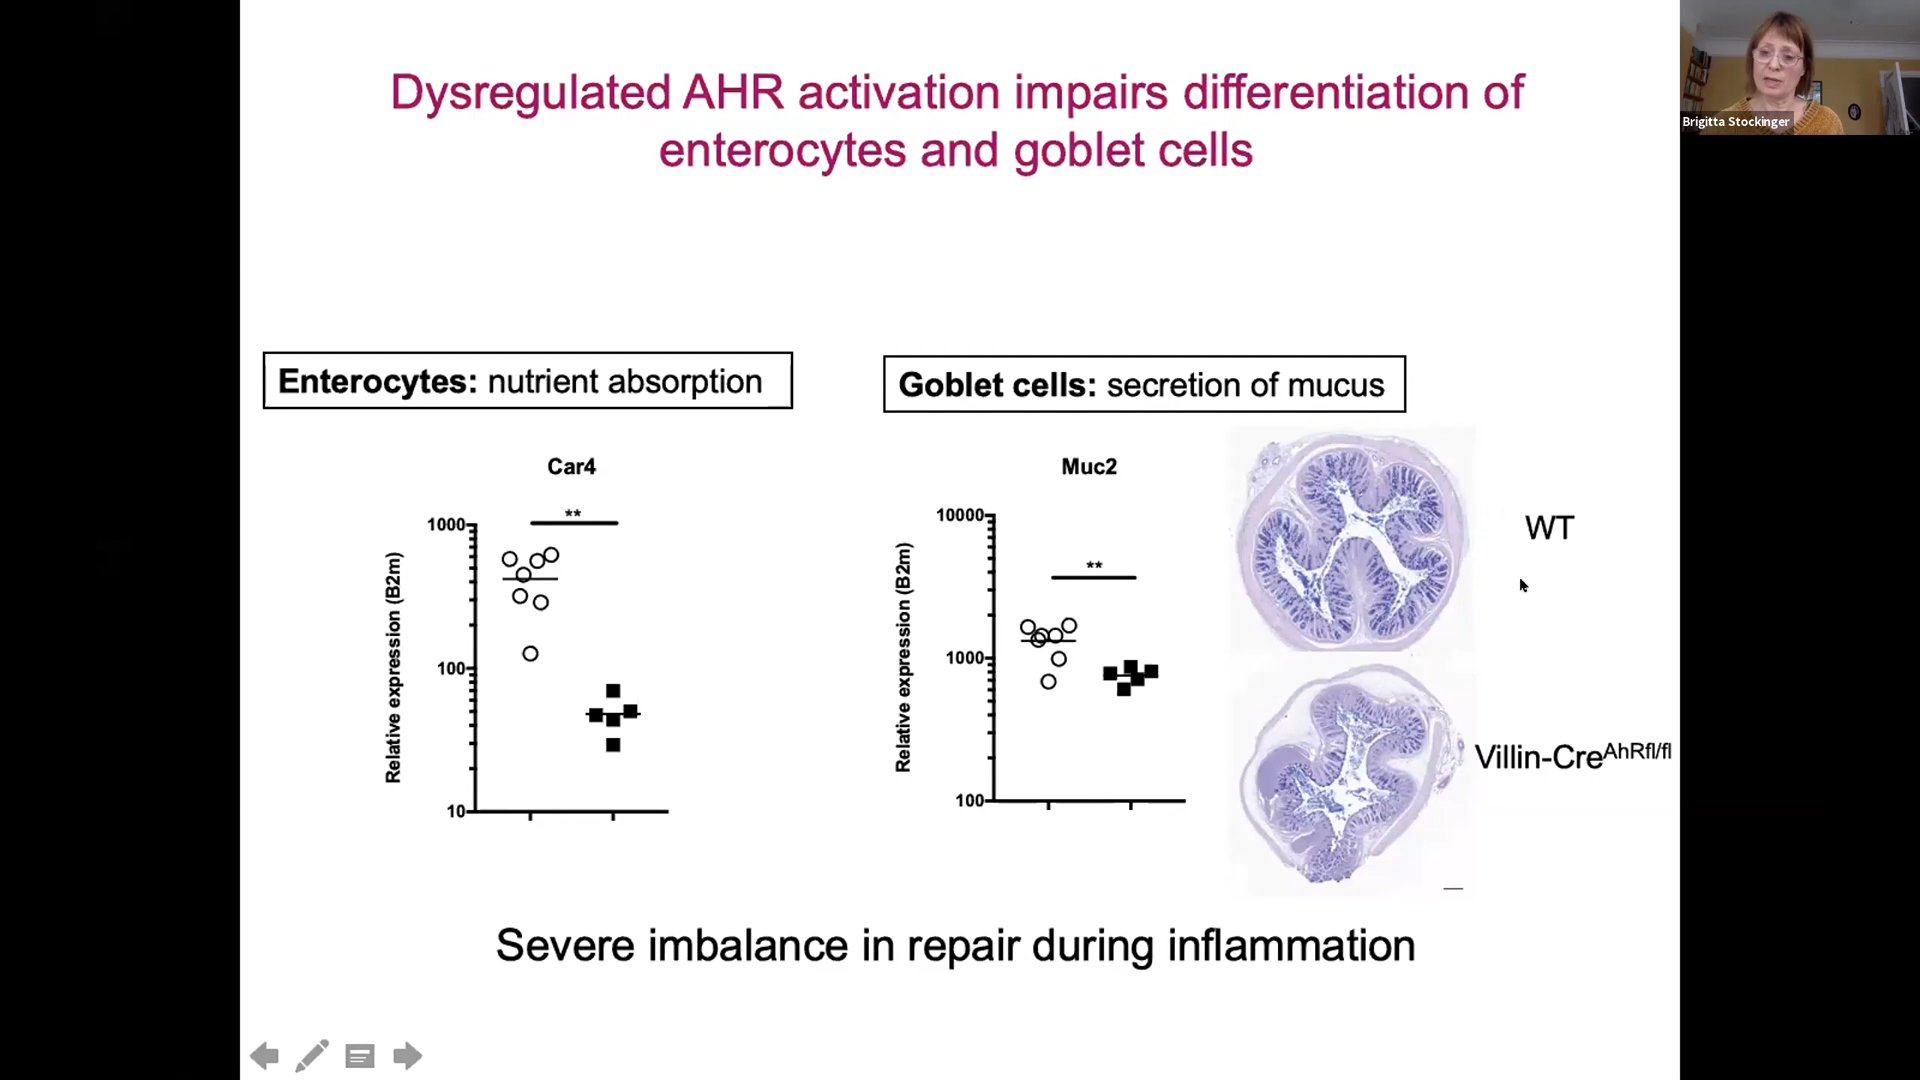 Dysregulated AHR activation impairs differentiation of
enterocytes and goblet cells
Brigitta Stockinger
Enterocytes: nutrient absorption
Goblet cells: secretion of mucus
Car4
**
1000
100
10
Relative expression (B2m)
Muc2
**
10000
1000
100
Relative expression (B2m)
WT
Villin-CreAhRfl/fl
Severe imbalance in repair during inflammation